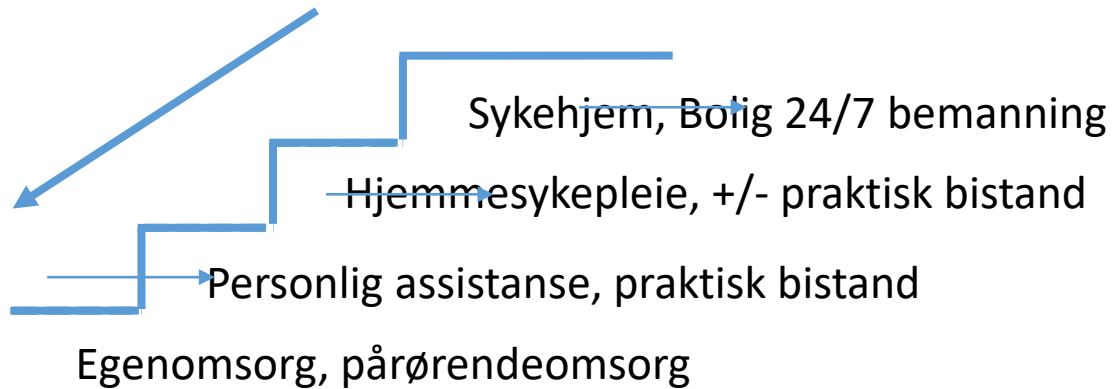 Sykehjem, Bolig 24/7 bemanning
Hjemmesykepleie, +/- praktisk bistand
Personlig assistanse, praktisk bistand
Egenomsorg, pårørendeomsorg